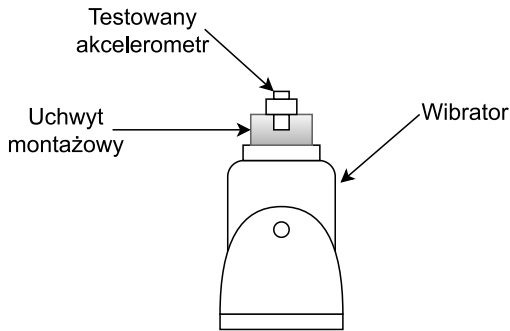 Testowany
akcelerometr
Uchwyt
montażowy
Wibrator